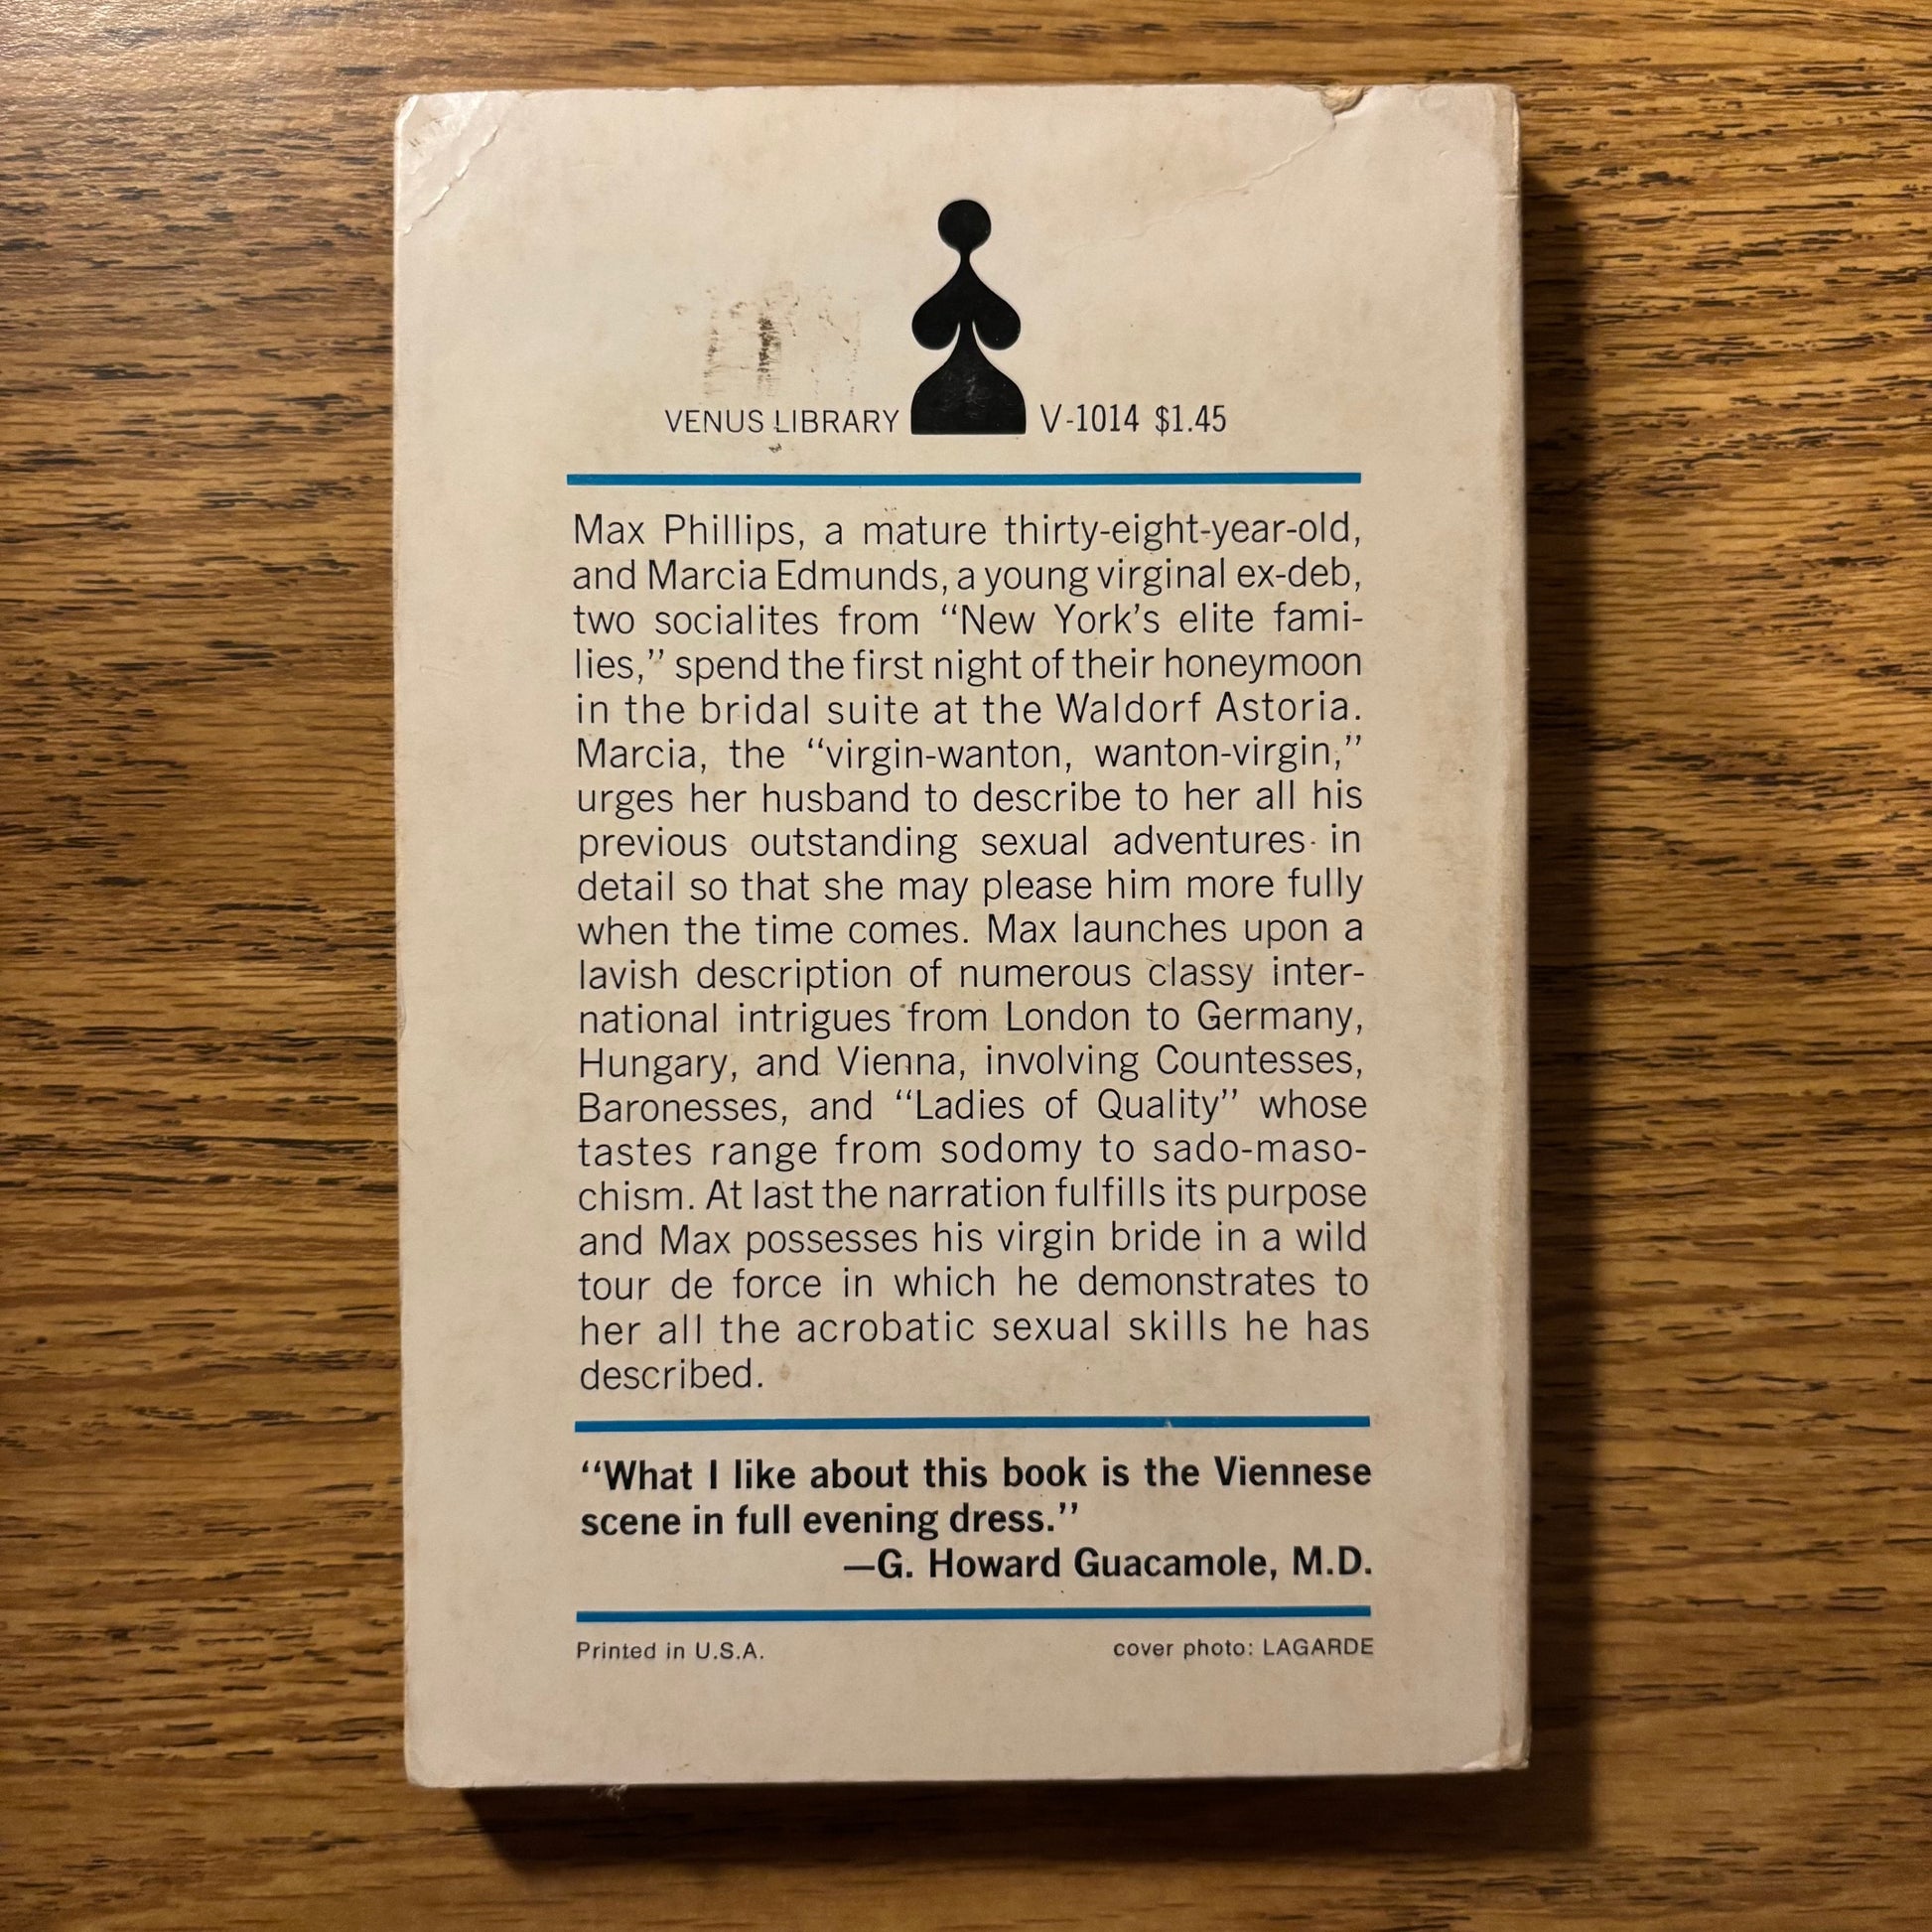 VENUS LIBRARY V-1014 $1.45
Max Phillips, a mature thirty-eight-year-old,
and Marcia Edmunds, a young virginal ex-deb,
two socialites from “New York’s elite fami-
lies,” spend the first night of their honeymoon
in the bridal suite at the Waldorf Astoria.
Marcia, the “virgin-wanton, wanton-virgin,”
urges her husband to describe to her all his
previous outstanding sexual adventures in
detail so that she may please him more fully
when the time comes. Max launches upon a
lavish description of numerous classy inter-
national intrigues from London to Germany,
Hungary, and Vienna, involving Countesses,
Baronesses, and “Ladies of Quality” whose
tastes range from sodomy to sado-maso-
chism. At last the narration fulfills its purpose
and Max possesses his virgin bride in a wild
tour de force in which he demonstrates to
her all the acrobatic sexual skills he has
described.
“What I like about this book is the Viennese
scene in full evening dress.”
—G. Howard Guacamole, M.D.
Printed in U.S.A. cover photo: LAGARDE